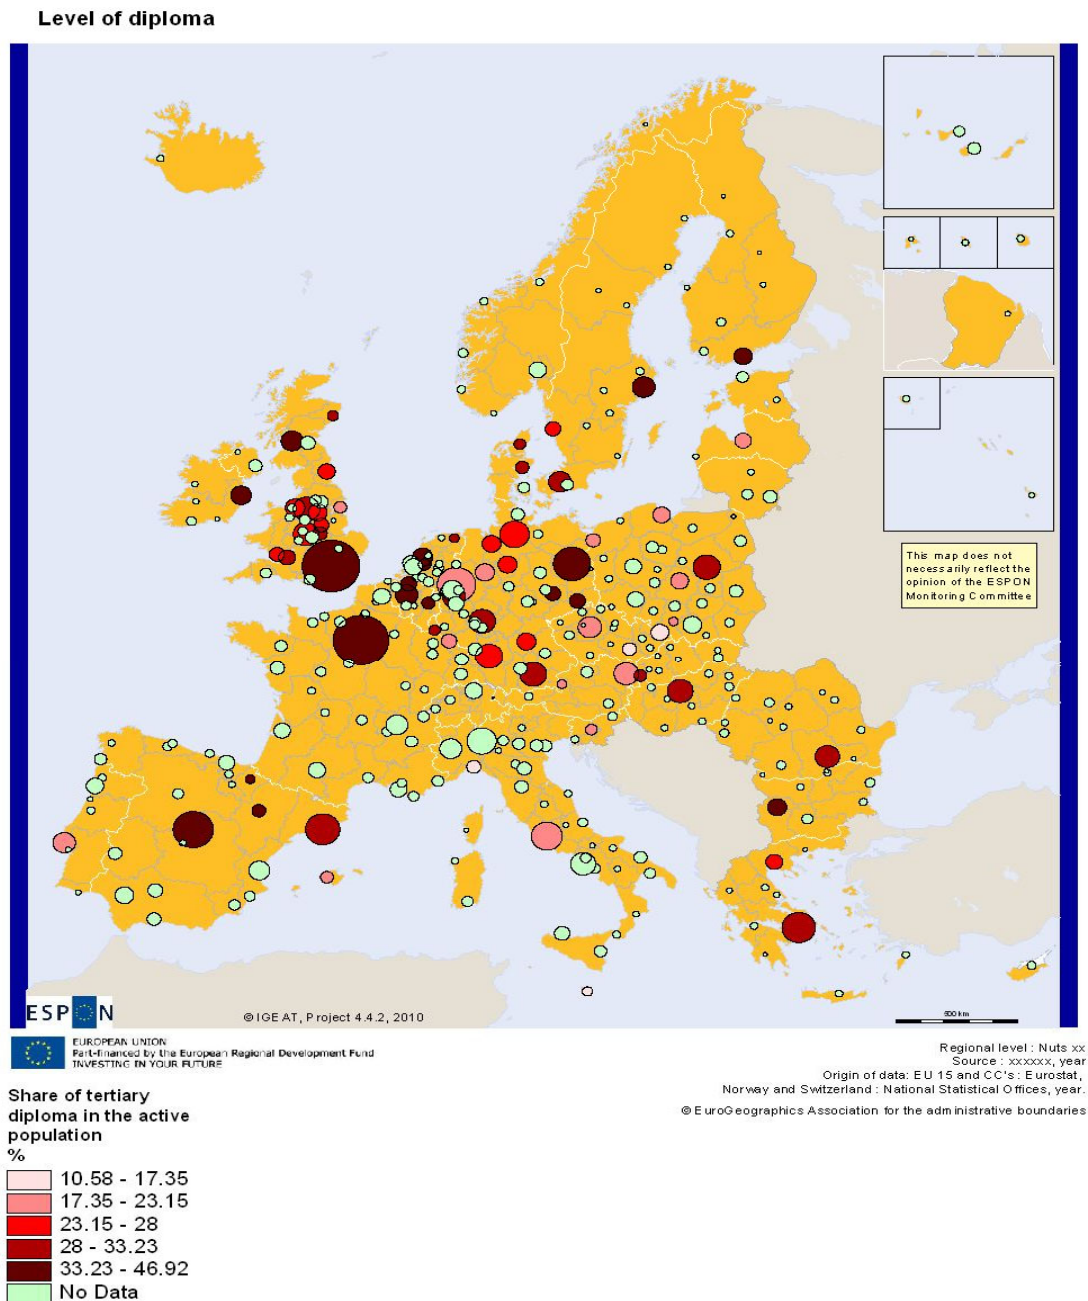 Level of diploma
This map does not
necessarily reflect the
opinion of the ESPON
Monitoring Committee
ESPON
© IGEAT, Project 4.4.2, 2010
500 km
EUROPEAN UNION
Part-financed by the European Regional Development Fund
INVESTING IN YOUR FUTURE
Regional level : Nuts xx
Source : xxxxxx, year
Origin of data: EU 15 and CC's : Eurostat,
Norway and Switzerland : National Statistical Offices, year.
© EuroGeographics Association for the administrative boundaries
Share of tertiary
diploma in the active
population
%
10.58 - 17.35
17.35 - 23.15
23.15 - 28
28 - 33.23
33.23 - 46.92
No Data